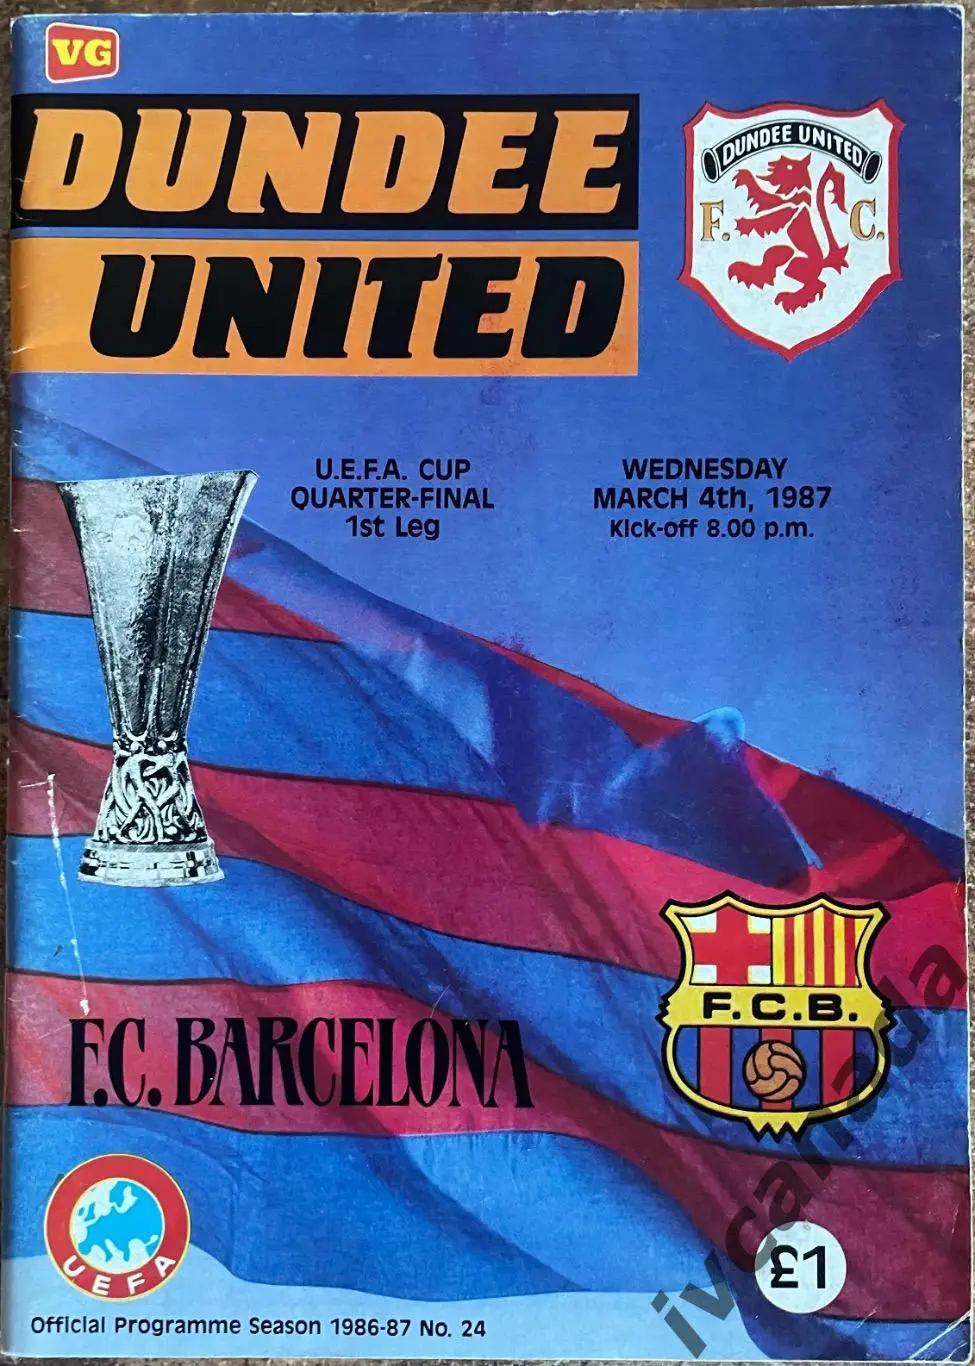 VG
DUNDEE
UNITED
DUNDEE UNITED
F. C.
U.E.F.A. CUP
QUARTER-FINAL
1st Leg
WEDNESDAY
MARCH 4th, 1987
Kick-off 8.00 p.m.
F.C.B.
F.C. BARCELONA
UEFA
£1
Official Programme Season 1986-87 No. 24
ivcanada